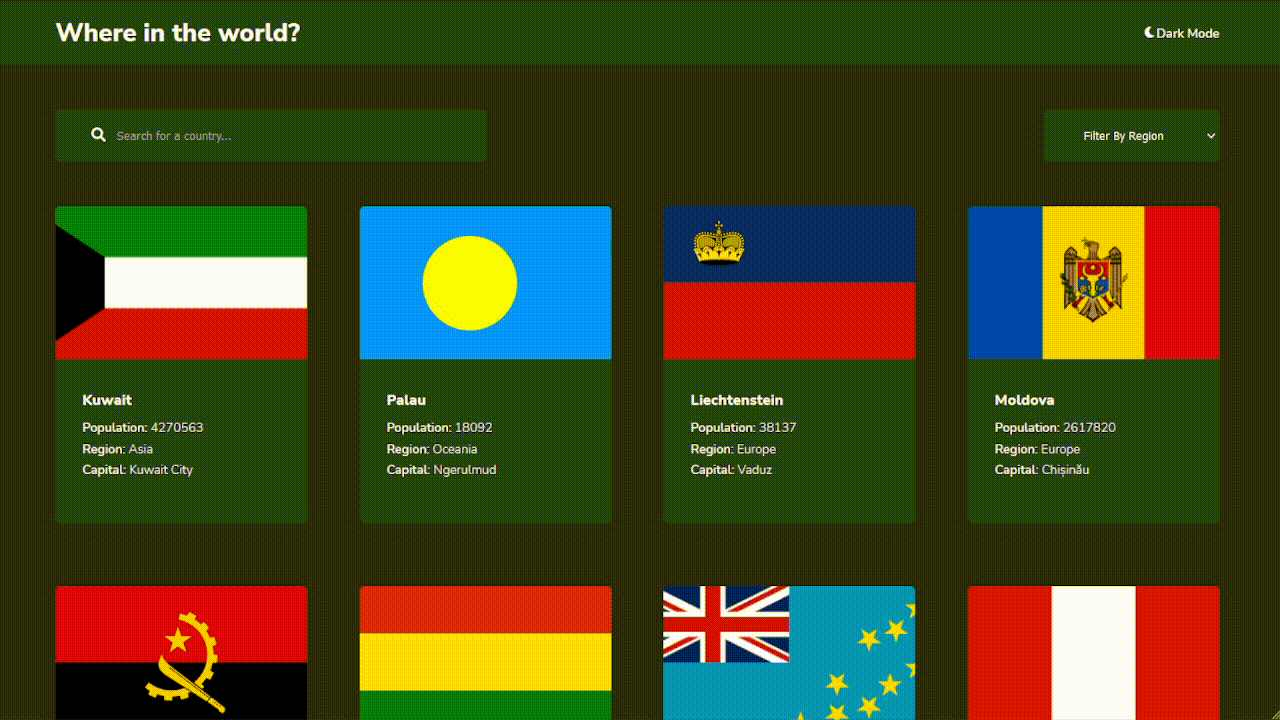 Where in the world?
Dark Mode
Search for a country...
Filter By Region
Kuwait
Population: 4270563
Region: Asia
Capital: Kuwait City
Palau
Population: 18092
Region: Oceania
Capital: Ngerulmud
Liechtenstein
Population: 38137
Region: Europe
Capital: Vaduz
Moldova
Population: 2617820
Region: Europe
Capital: Chișinău